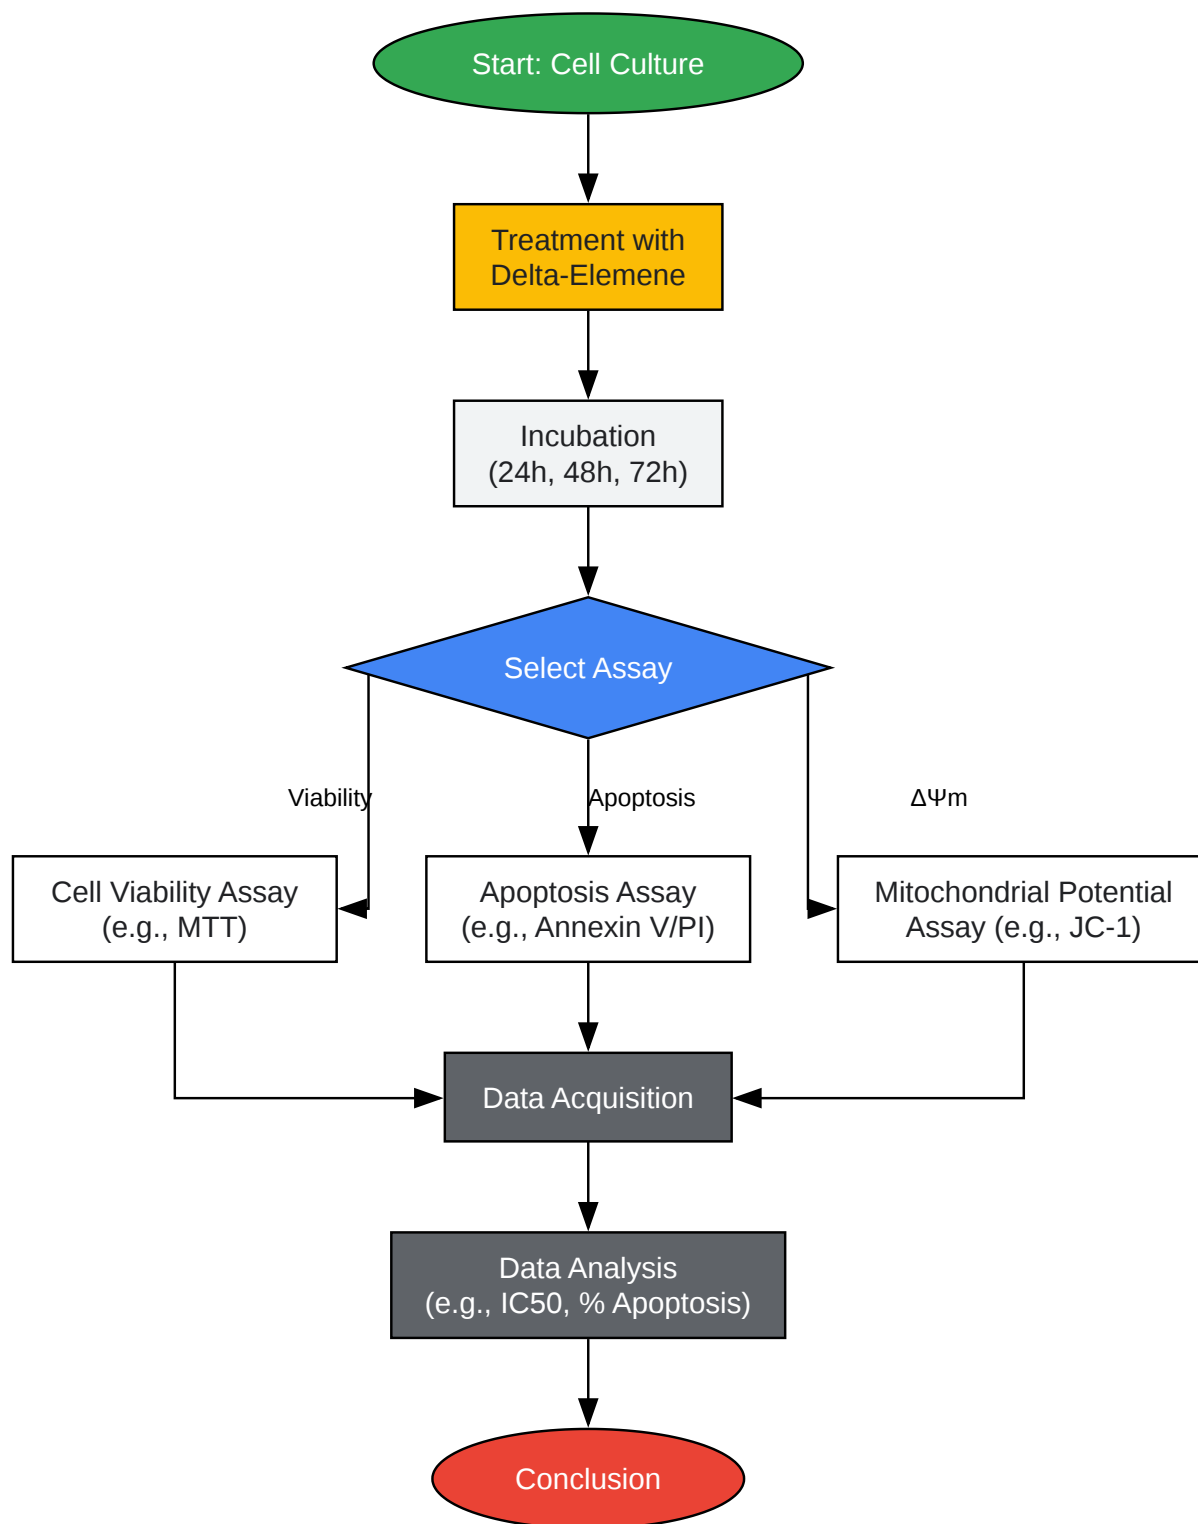 Start: Cell Culture
Treatment with
Delta-Elemene
Incubation
(24h, 48h, 72h)
Select Assay
Viability
Apoptosis
ΔΨm
Cell Viability Assay
(e.g., MTT)
Apoptosis Assay
(e.g., Annexin V/PI)
Mitochondrial Potential
Assay (e.g., JC-1)
Data Acquisition
Data Analysis
(e.g., IC50, % Apoptosis)
Conclusion